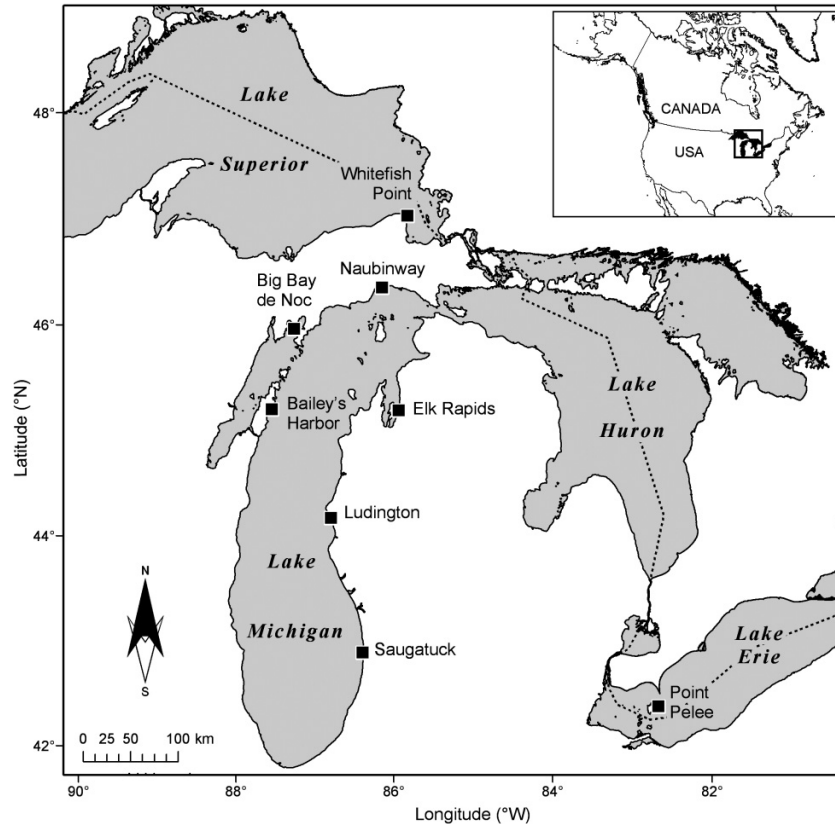 Lake
Superior
Whitefish
Point
CANADA
USA
Big Bay
de Noc
Naubinway
Bailey's
Harbor
Elk Rapids
Lake
Huron
Ludington
Lake
Michigan
Saugatuck
Lake
Erie
Point
Pelee
N
S
0 25 50 100 km
48°
46°
44°
42°
Latitude (°N)
90° 88° 86° 84° 82°
Longitude (°W)